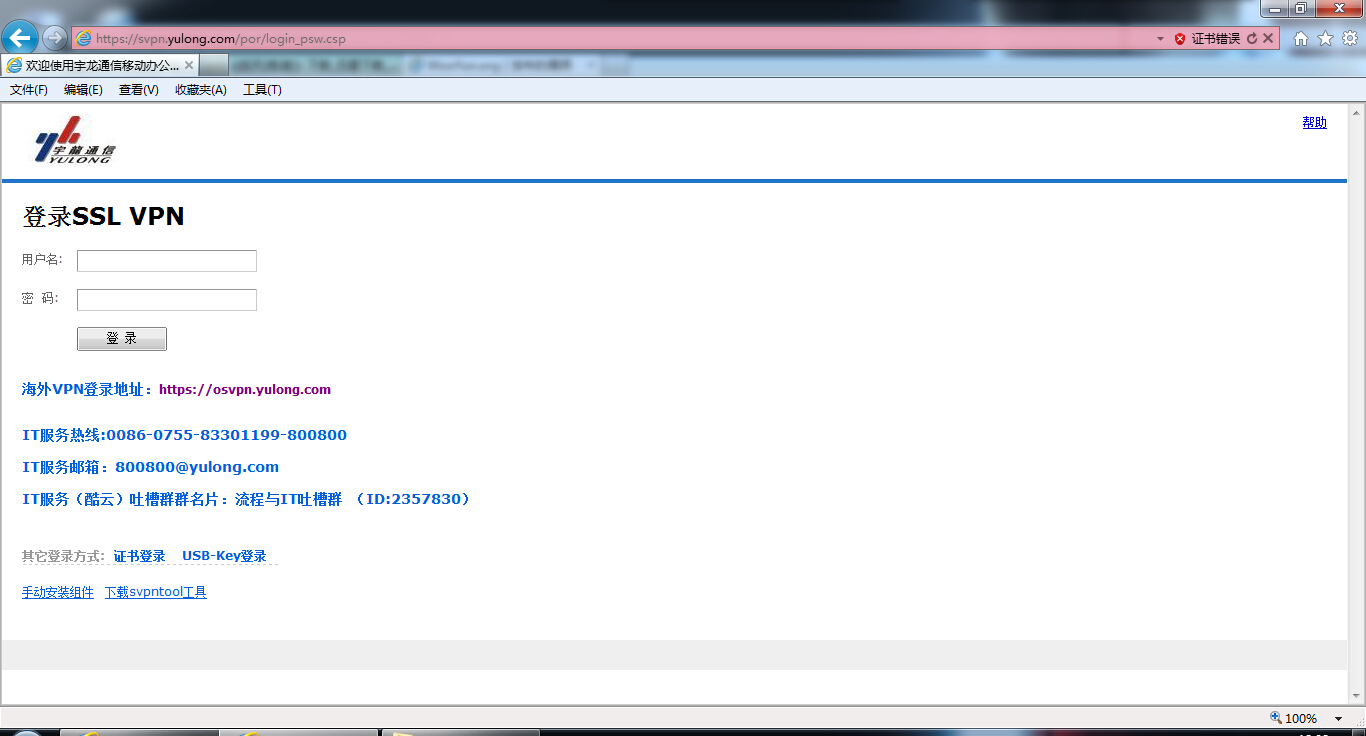 https://svpn.yulong.com/por/login_psw.csp
证书错误
欢迎使用宇龙通信移动办公...
文件(F) 编辑(E) 查看(V) 收藏夹(A) 工具(T)
宇龍通信
YULONG
帮助
登录SSL VPN
用户名:
密 码:
登 录
海外VPN登录地址：https://osvpn.yulong.com
IT服务热线:0086-0755-83301199-800800
IT服务邮箱：800800@yulong.com
IT服务（酷云）吐槽群群名片：流程与IT吐槽群 （ID:2357830）
其它登录方式: 证书登录 USB-Key登录
手动安装组件 下载svpntool工具
100%